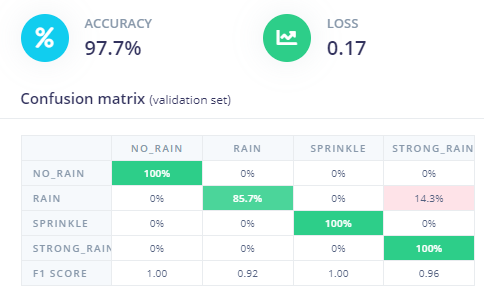 ACCURACY
97.7%
LOSS
0.17
Confusion matrix (validation set)
NO_RAIN RAIN SPRINKLE STRONG_RAIN
NO_RAIN 100% 0% 0% 0%
RAIN 0% 85.7% 0% 14.3%
SPRINKLE 0% 0% 100% 0%
STRONG_RAIN 0% 0% 0% 100%
F1 SCORE 1.00 0.92 1.00 0.96